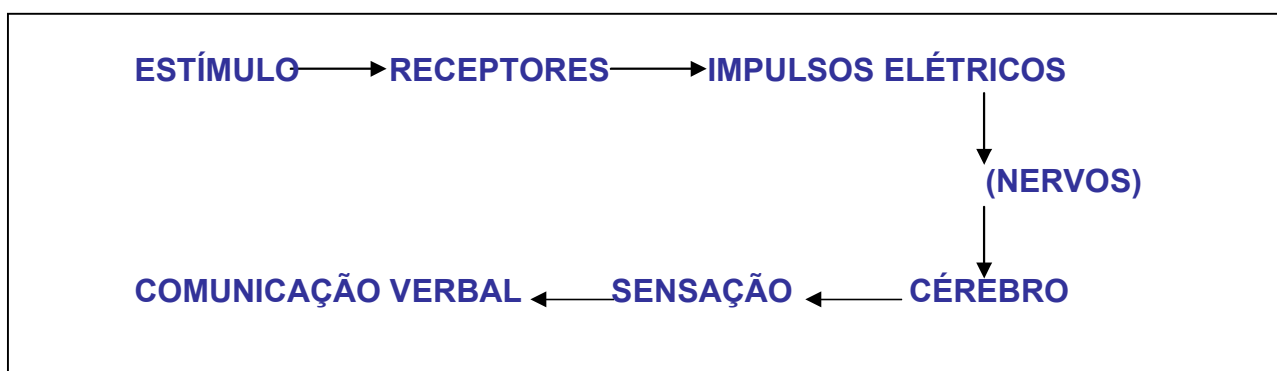 ESTÍMULO RECEPTORES IMPULSOS ELÉTRICOS
(NERVOS)
COMUNICAÇÃO VERBAL SENSAÇÃO CÉREBRO